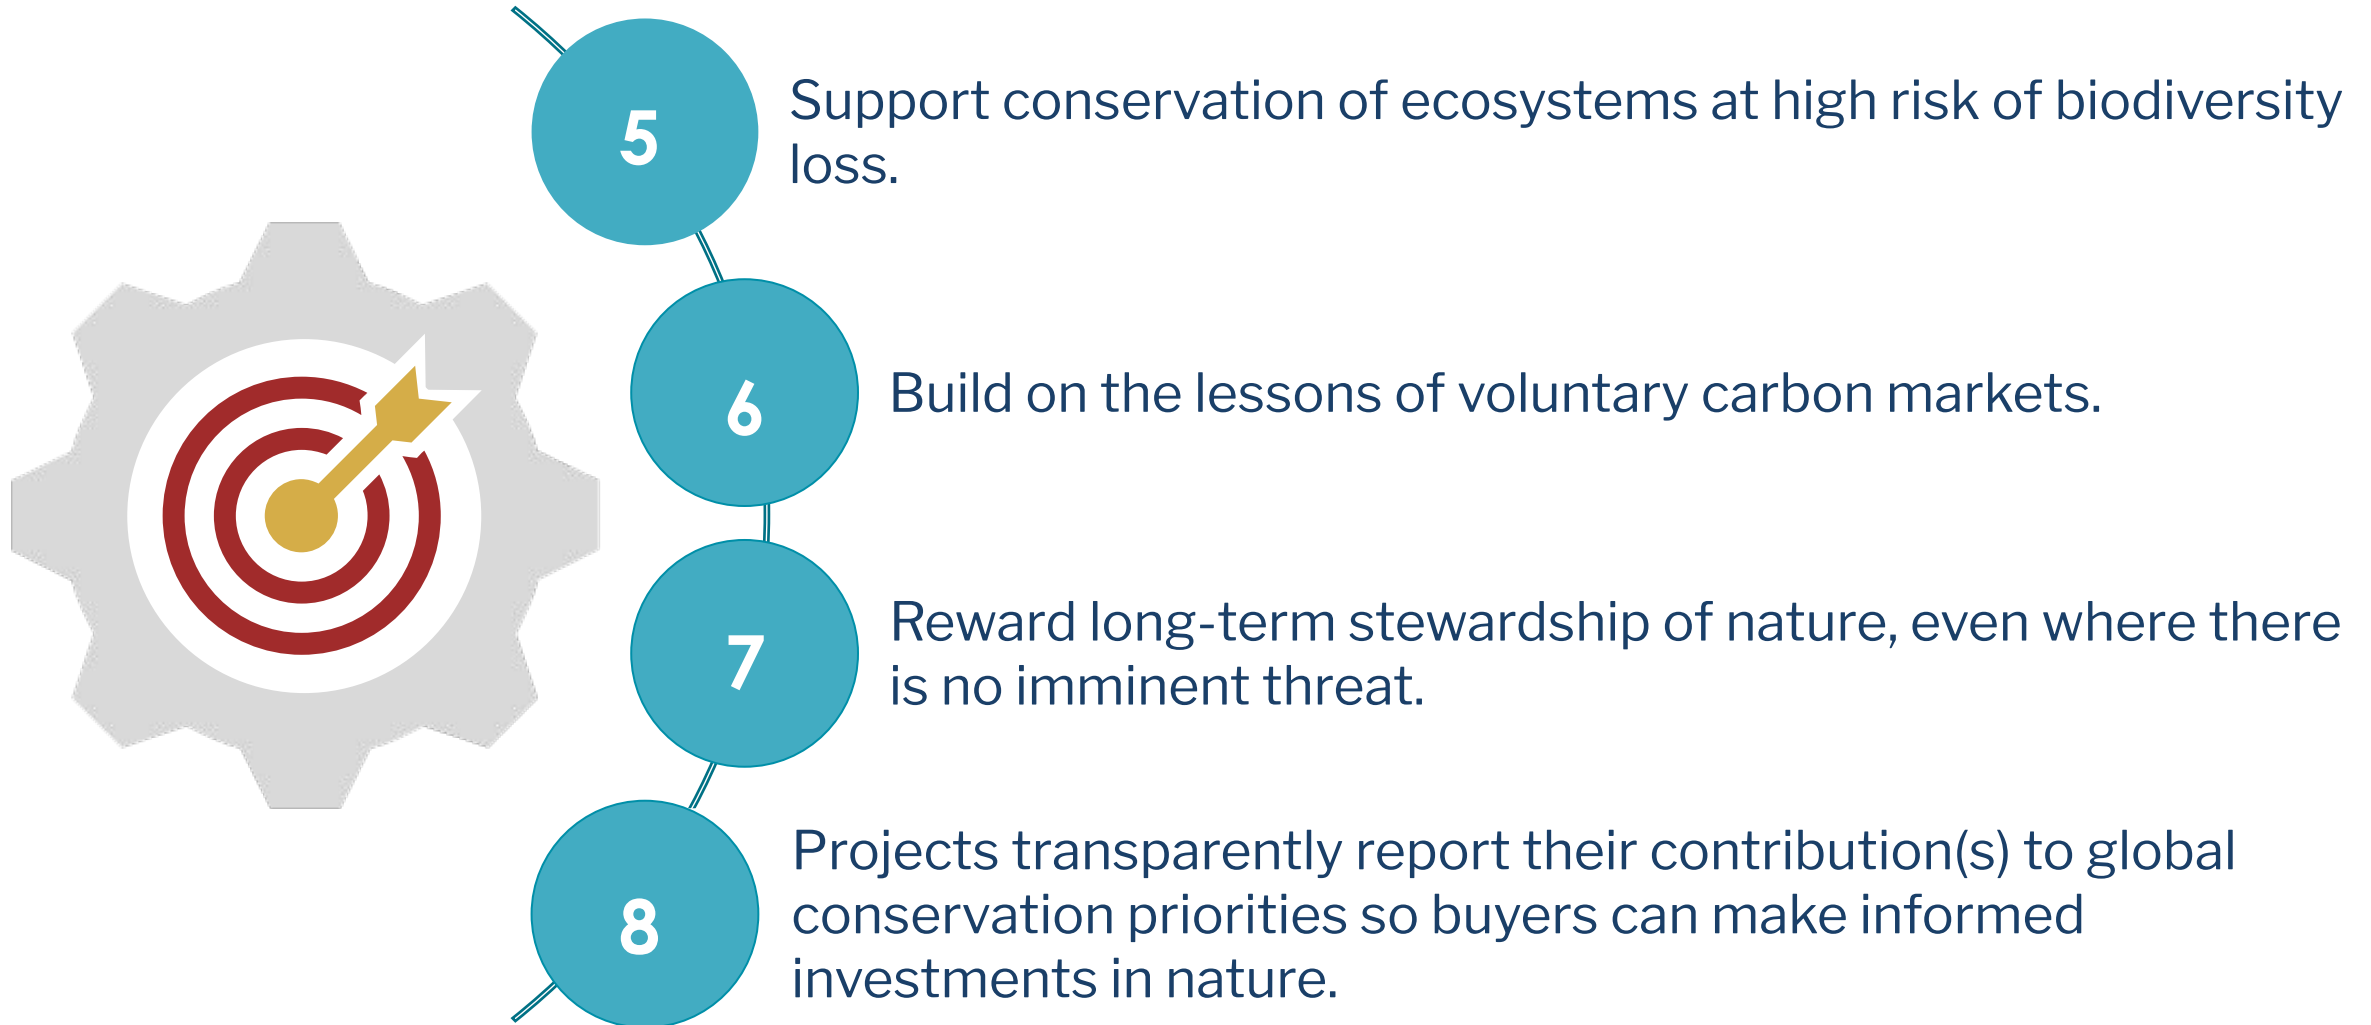 5
Support conservation of ecosystems at high risk of biodiversity
loss.
6
Build on the lessons of voluntary carbon markets.
7
Reward long-term stewardship of nature, even where there
is no imminent threat.
8
Projects transparently report their contribution(s) to global
conservation priorities so buyers can make informed
investments in nature.